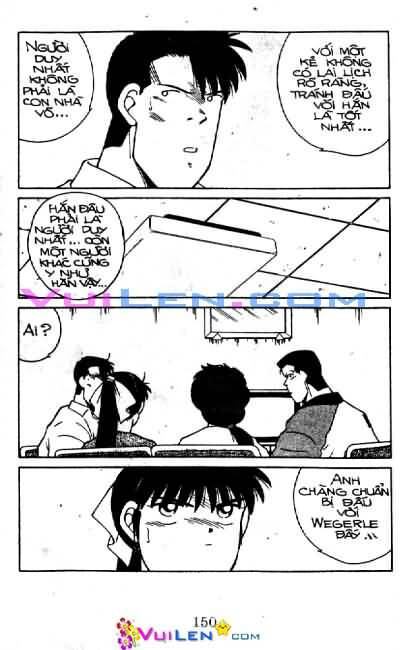 NGƯỜI
DUY
NHẤT
KHÔNG
PHẢI LÀ
CON NHÀ
VÕ...
VỚI MỘT
KẺ KHÔNG
CÓ LAI LỊCH
RÕ RÀNG,
TRÁNH ĐẤU
VỚI HẮN
LÀ TỐT
NHẤT...
HẮN ĐÂU
PHẢI LÀ
NGƯỜI DUY
NHẤT... CÒN
MỘT NGƯỜI
KHÁC CŨNG
Y NHƯ
HẮN VẬY...
VUILEN.COM
AI?
ANH
CHÀNG CHUẨN
BỊ ĐẤU
VỚI
WEGERLE
ĐẤY...
150
VUILEN.COM